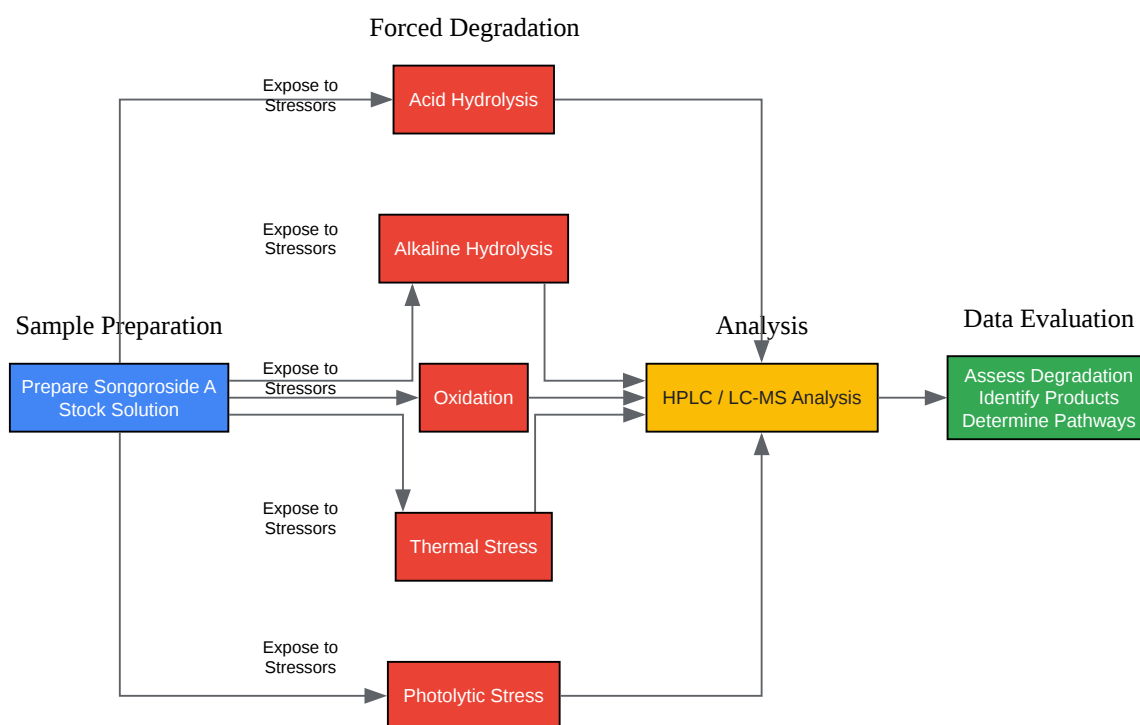 Forced Degradation
Expose to
Stressors
Acid Hydrolysis
Expose to
Stressors
Alkaline Hydrolysis
Sample Preparation
Analysis
Data Evaluation
Prepare Songoroside A
Stock Solution
Expose to
Stressors
Oxidation
HPLC / LC-MS Analysis
Assess Degradation
Identify Products
Determine Pathways
Expose to
Stressors
Thermal Stress
Expose to
Stressors
Photolytic Stress